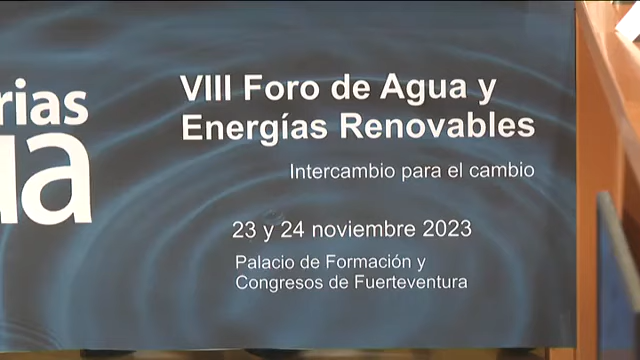 rias
ua
VIII Foro de Agua y
Energías Renovables
Intercambio para el cambio
23 y 24 noviembre 2023
Palacio de Formación y
Congresos de Fuerteventura